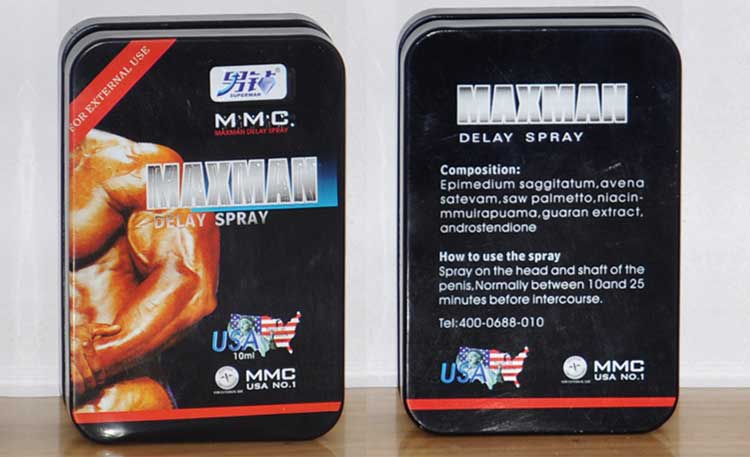 FOR EXTERNAL USE
男钻
SUPERMAN
M·M·C.
MAXMAN DELAY SPRAY
MAXMAN
DELAY SPRAY
USA
10ml
MMC
USA NO.1
MAXMAN
DELAY SPRAY
Composition:
Epimedium saggitatum,avena
satevam,saw palmetto,niacin-
mmuirapuama,guaran extract,
androstendione
How to use the spray
Spray on the head and shaft of the
penis,Normally between 10and 25
minutes before intercourse.
Tel:400-0688-010
USA
MMC
USA NO.1